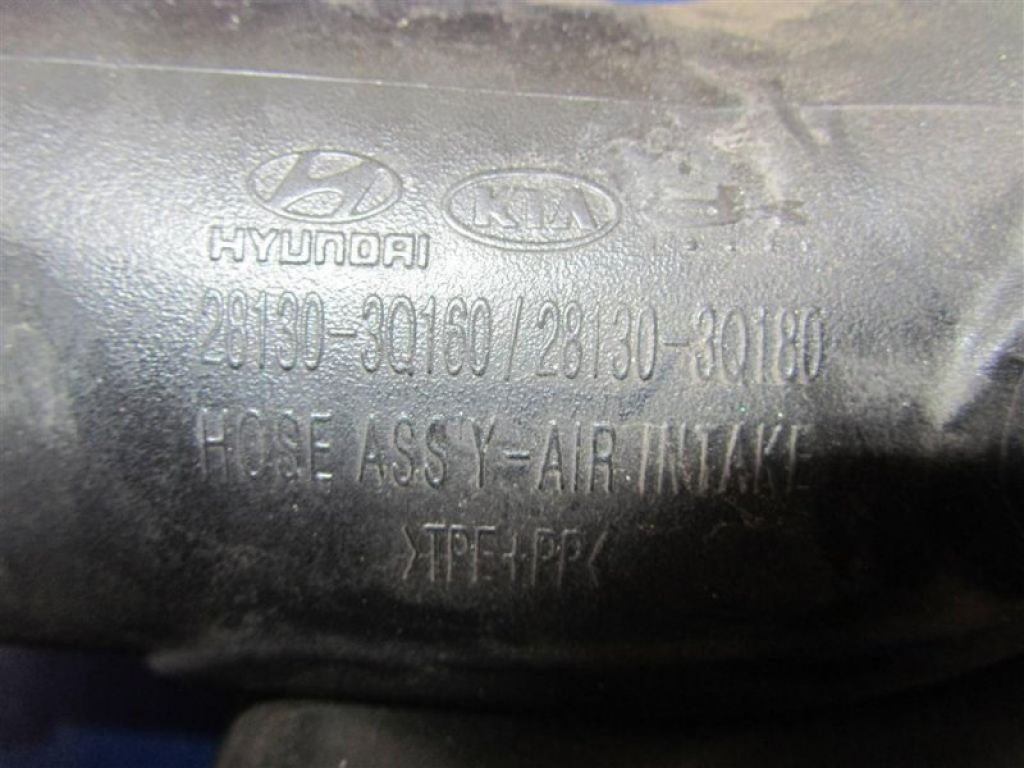 HYUNDAI KIA
28130-3Q160/28130-3Q180
HOSE ASS'Y-AIR INTAKE
>TPE+PP<